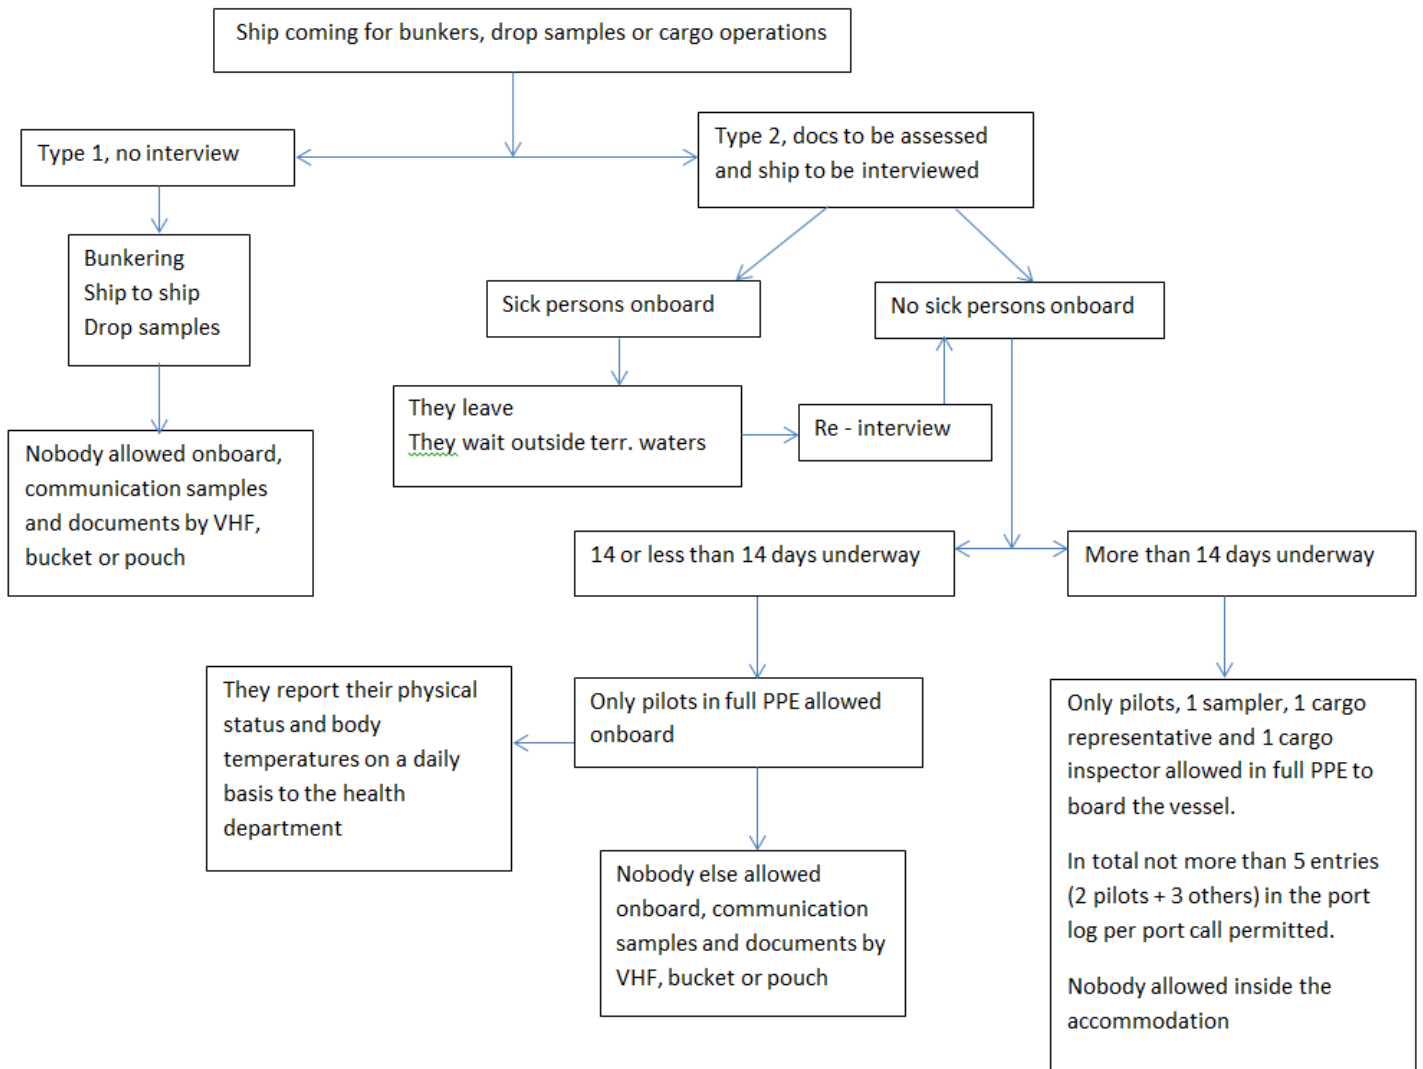 Ship coming for bunkers, drop samples or cargo operations
Type 1, no interview
Type 2, docs to be assessed
and ship to be interviewed
Bunkering
Ship to ship
Drop samples
Sick persons onboard
No sick persons onboard
They leave
They wait outside terr. waters
Re - interview
Nobody allowed onboard,
communication samples
and documents by VHF,
bucket or pouch
14 or less than 14 days underway
More than 14 days underway
They report their physical
status and body
temperatures on a daily
basis to the health
department
Only pilots in full PPE allowed
onboard
Only pilots, 1 sampler, 1 cargo
representative and 1 cargo
inspector allowed in full PPE to
board the vessel.
In total not more than 5 entries
(2 pilots + 3 others) in the port
log per port call permitted.
Nobody allowed inside the
accommodation
Nobody else allowed
onboard, communication
samples and documents by
VHF, bucket or pouch